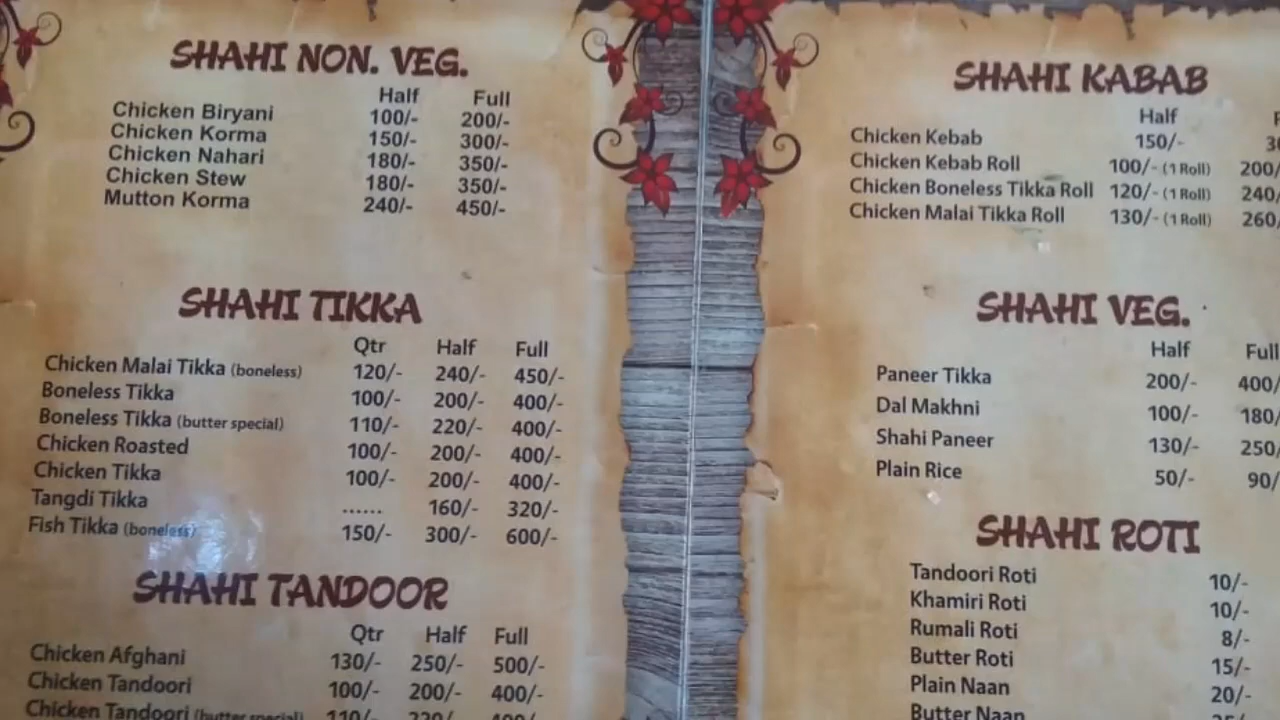 SHAHI NON. VEG.
Half Full
Chicken Biryani 100/- 200/-
Chicken Korma 150/- 300/-
Chicken Nahari 180/- 350/-
Chicken Stew 180/- 350/-
Mutton Korma 240/- 450/-
SHAHI TIKKA
Qtr Half Full
Chicken Malai Tikka (boneless) 120/- 240/- 450/-
Boneless Tikka 100/- 200/- 400/-
Boneless Tikka (butter special) 110/- 220/- 400/-
Chicken Roasted 100/- 200/- 400/-
Chicken Tikka 100/- 200/- 400/-
Tangdi Tikka ...... 160/- 320/-
Fish Tikka (boneless) 150/- 300/- 600/-
SHAHI TANDOOR
Qtr Half Full
Chicken Afghani 130/- 250/- 500/-
Chicken Tandoori 100/- 200/- 400/-
Chicken Tandoori (butter special) 110/- 220/- 400/-
SHAHI KABAB
Half
Chicken Kebab 150/-
Chicken Kebab Roll 100/- (1 Roll) 200/
Chicken Boneless Tikka Roll 120/- (1 Roll) 240/
Chicken Malai Tikka Roll 130/- (1 Roll) 260/
SHAHI VEG.
Half Full
Paneer Tikka 200/- 400/
Dal Makhni 100/- 180/
Shahi Paneer 130/- 250/
Plain Rice 50/- 90/
SHAHI ROTI
Tandoori Roti 10/-
Khamiri Roti 10/-
Rumali Roti 8/-
Butter Roti 15/-
Plain Naan 20/-
Butter Naan